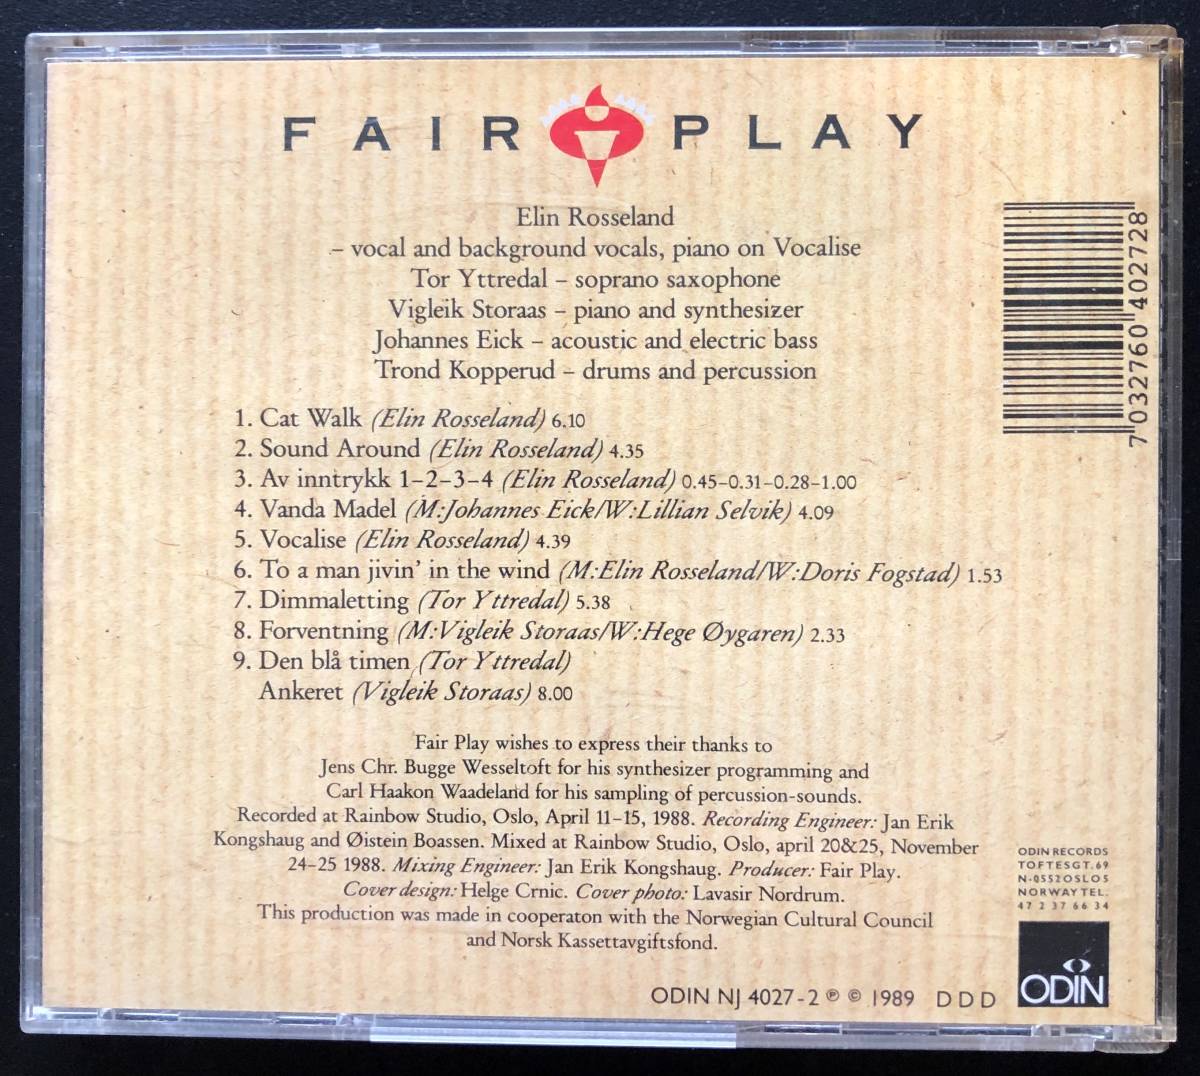 FAIR PLAY
Elin Rosseland
– vocal and background vocals, piano on Vocalise
Tor Yttredal – soprano saxophone
Vigleik Storaas – piano and synthesizer
Johannes Eick – acoustic and electric bass
Trond Kopperud – drums and percussion
7 032760 402728
1. Cat Walk (Elin Rosseland) 6.10
2. Sound Around (Elin Rosseland) 4.35
3. Av inntrykk 1–2–3–4 (Elin Rosseland) 0.45–0.31–0.28–1.00
4. Vanda Madel (M:Johannes Eick/W:Lillian Selvik) 4.09
5. Vocalise (Elin Rosseland) 4.39
6. To a man jivin' in the wind (M:Elin Rosseland/W:Doris Fogstad) 1.53
7. Dimmaletting (Tor Yttredal) 5.38
8. Forventning (M:Vigleik Storaas/W:Hege Øygaren) 2.33
9. Den blå timen (Tor Yttredal)
Ankeret (Vigleik Storaas) 8.00
Fair Play wishes to express their thanks to
Jens Chr. Bugge Wesseltoft for his synthesizer programming and
Carl Haakon Waadeland for his sampling of percussion-sounds.
Recorded at Rainbow Studio, Oslo, April 11–15, 1988. Recording Engineer: Jan Erik
Kongshaug and Øistein Boassen. Mixed at Rainbow Studio, Oslo, april 20&25, November
24–25 1988. Mixing Engineer: Jan Erik Kongshaug. Producer: Fair Play.
Cover design: Helge Crnic. Cover photo: Lavasir Nordrum.
This production was made in cooperaton with the Norwegian Cultural Council
and Norsk Kassettavgiftsfond.
ODIN RECORDS
TOFTESGT. 69
N-0552 OSLO 5
NORWAY TEL.
47 2 37 66 34
ODIN
ODIN NJ 4027-2 ℗ © 1989 DDD